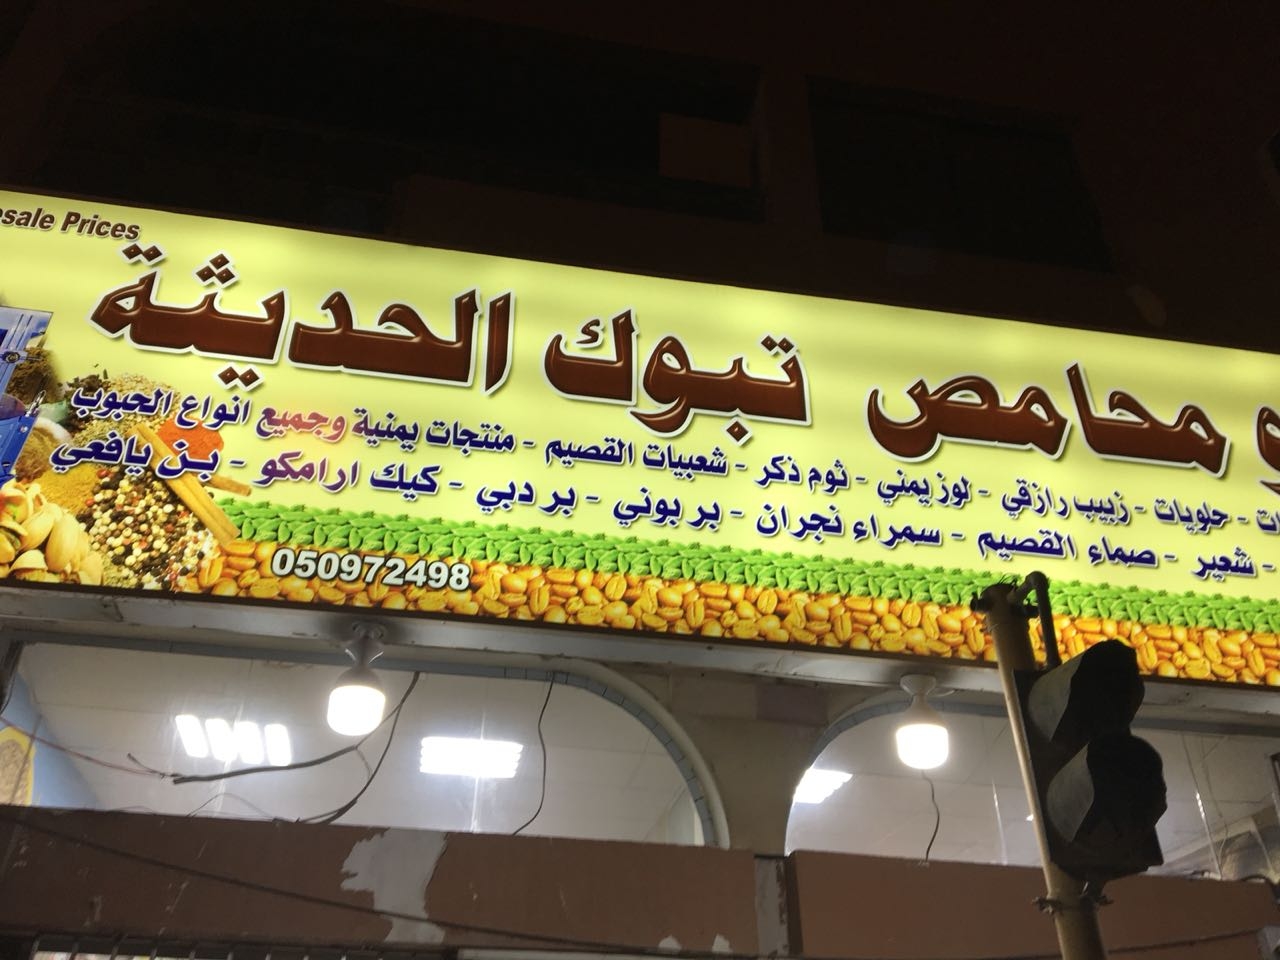 Prices
و محامص تبوك الحديثة
حلويات - زبيب رازقي - لوز يمني - ثوم ذكر - شعبيات القصيم - منتجات يمنية وجميع انواع الحبوب
- شعير - صماء القصيم - سمراء نجران - بر بوني - بر دبي - كيك ارامكو - بن يافعي
050972498